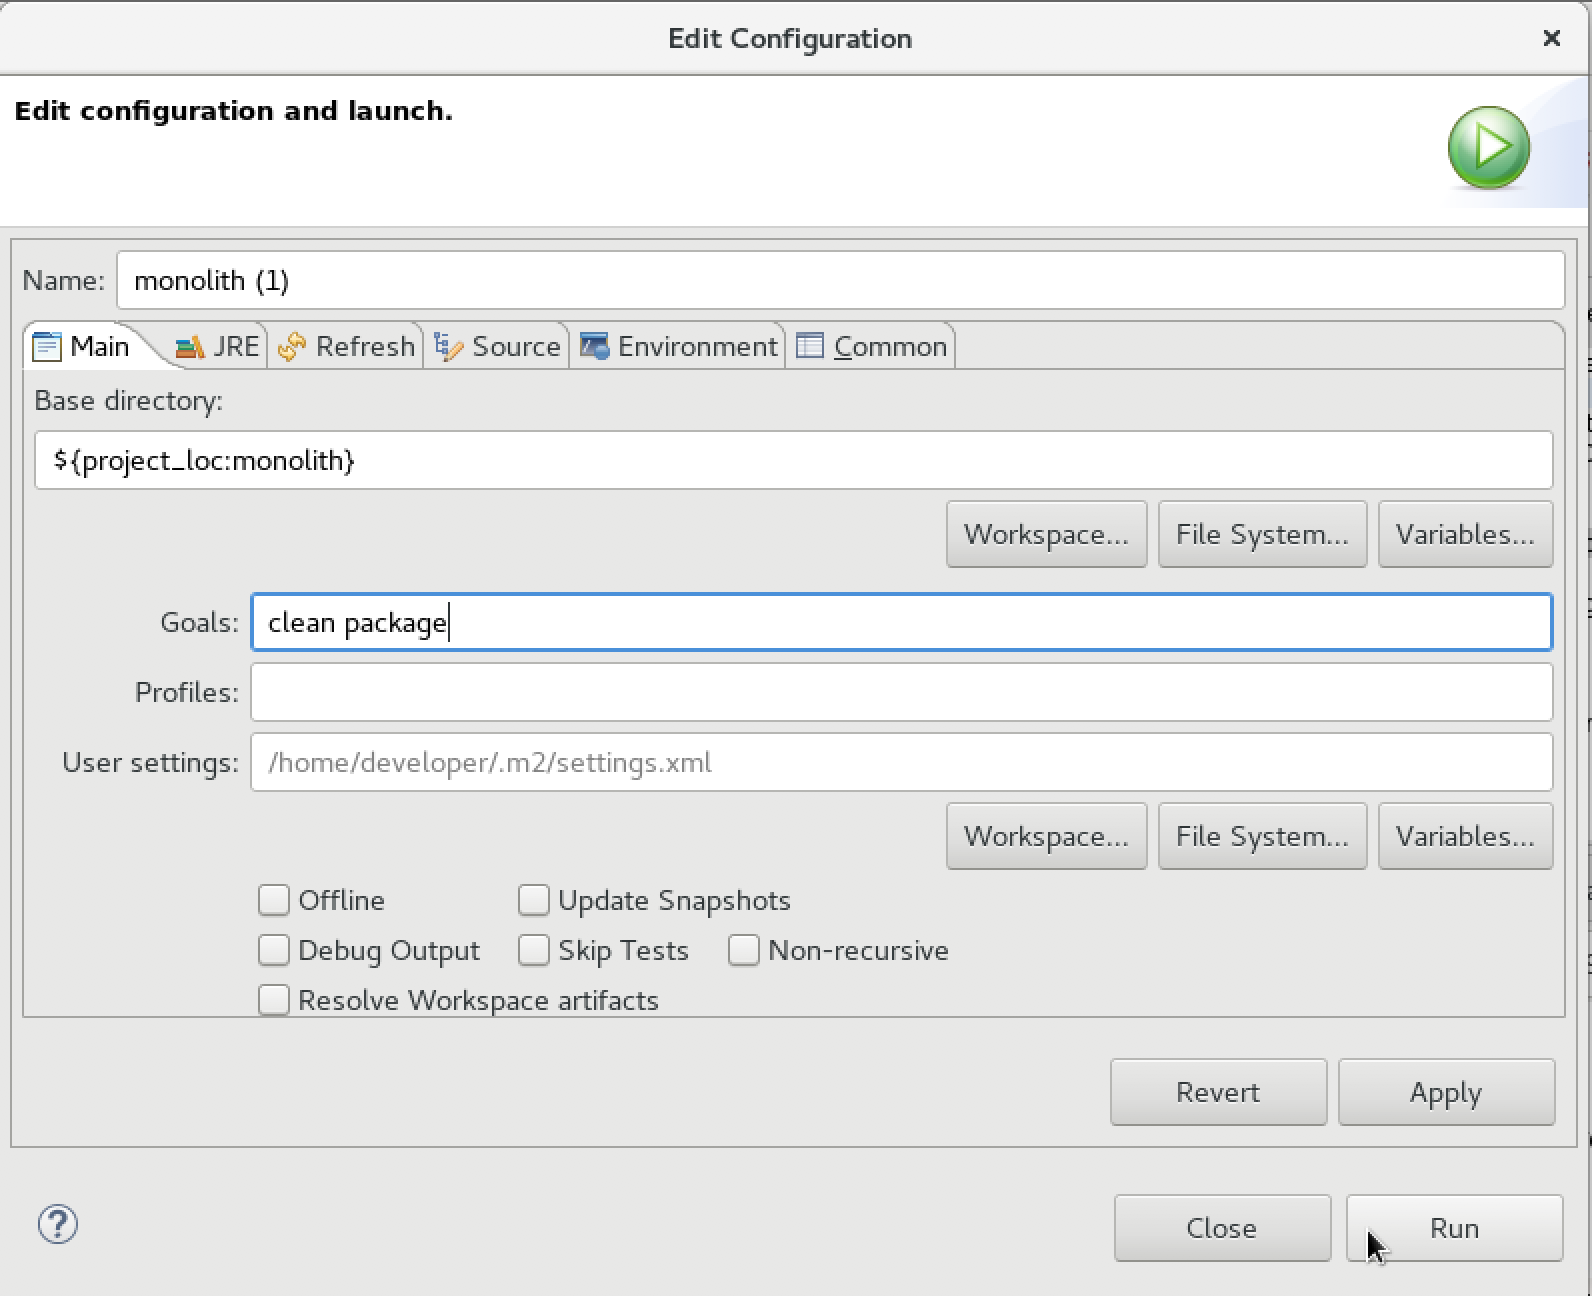 Edit Configuration
Edit configuration and launch.
Name: monolith (1)
Main JRE Refresh Source Environment Common
Base directory:
${project_loc:monolith}
Workspace... File System... Variables...
Goals: clean package
Profiles:
User settings: /home/developer/.m2/settings.xml
Workspace... File System... Variables...
Offline Update Snapshots
Debug Output Skip Tests Non-recursive
Resolve Workspace artifacts
Revert Apply
Close Run